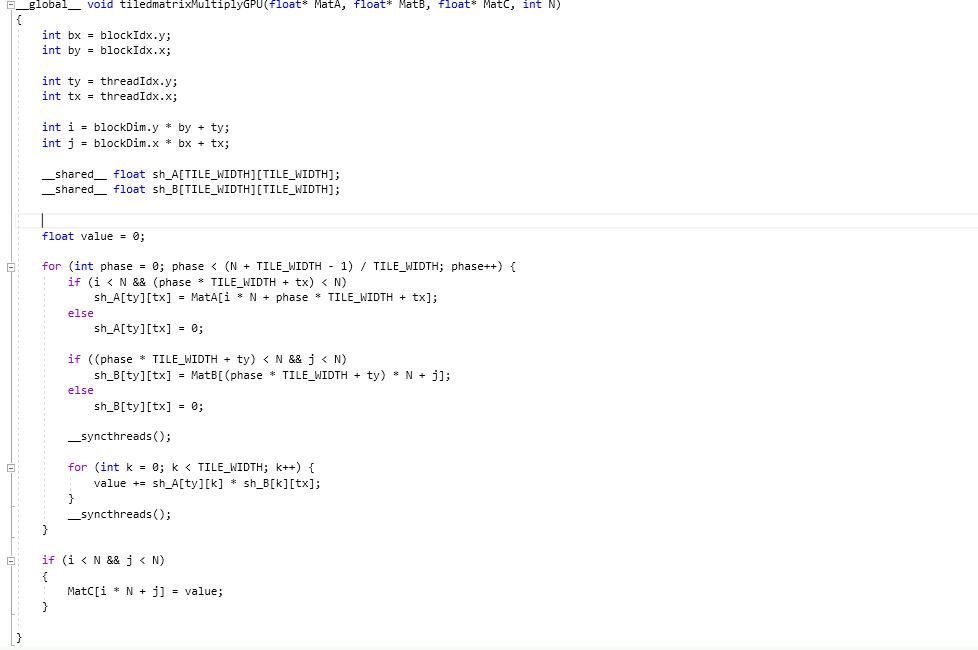 __global__ void tiledmatrixMultiplyGPU(float* MatA, float* MatB, float* MatC, int N)
{
    int bx = blockIdx.y;
    int by = blockIdx.x;

    int ty = threadIdx.y;
    int tx = threadIdx.x;

    int i = blockDim.y * by + ty;
    int j = blockDim.x * bx + tx;

    __shared__ float sh_A[TILE_WIDTH][TILE_WIDTH];
    __shared__ float sh_B[TILE_WIDTH][TILE_WIDTH];


    float value = 0;

    for (int phase = 0; phase < (N + TILE_WIDTH - 1) / TILE_WIDTH; phase++) {
        if (i < N && (phase * TILE_WIDTH + tx) < N)
            sh_A[ty][tx] = MatA[i * N + phase * TILE_WIDTH + tx];
        else
            sh_A[ty][tx] = 0;

        if ((phase * TILE_WIDTH + ty) < N && j < N)
            sh_B[ty][tx] = MatB[(phase * TILE_WIDTH + ty) * N + j];
        else
            sh_B[ty][tx] = 0;

        __syncthreads();

        for (int k = 0; k < TILE_WIDTH; k++) {
            value += sh_A[ty][k] * sh_B[k][tx];
        }
        __syncthreads();
    }

    if (i < N && j < N)
    {
        MatC[i * N + j] = value;
    }

}